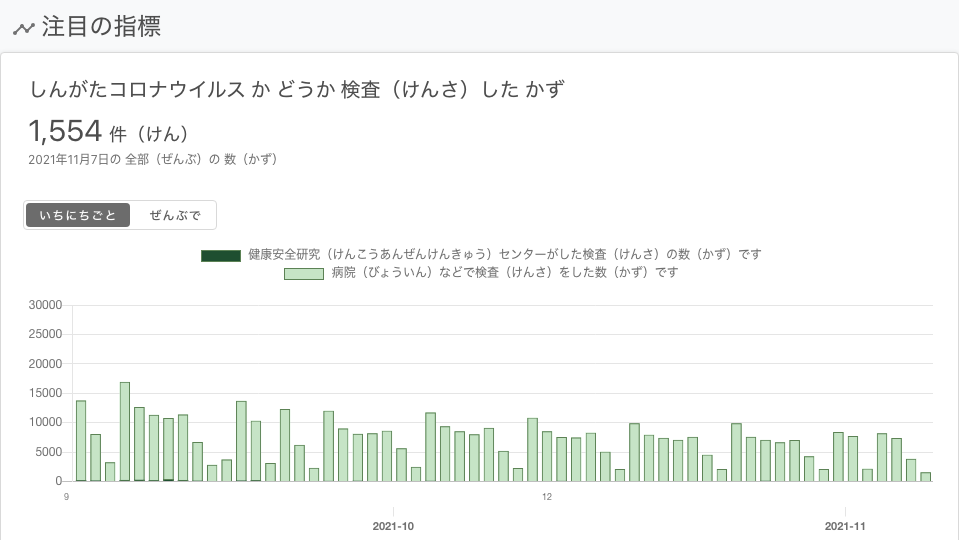 注目の指標
しんがたコロナウイルス か どうか 検査（けんさ）した かず
1,554 件（けん）
2021年11月7日の 全部（ぜんぶ）の 数（かず）
いちにちごと ぜんぶで
健康安全研究（けんこうあんぜんけんきゅう）センターがした検査（けんさ）の数（かず）です
病院（びょういん）などで検査（けんさ）をした数（かず）です
30000
25000
20000
15000
10000
5000
0
9 12
2021-10 2021-11